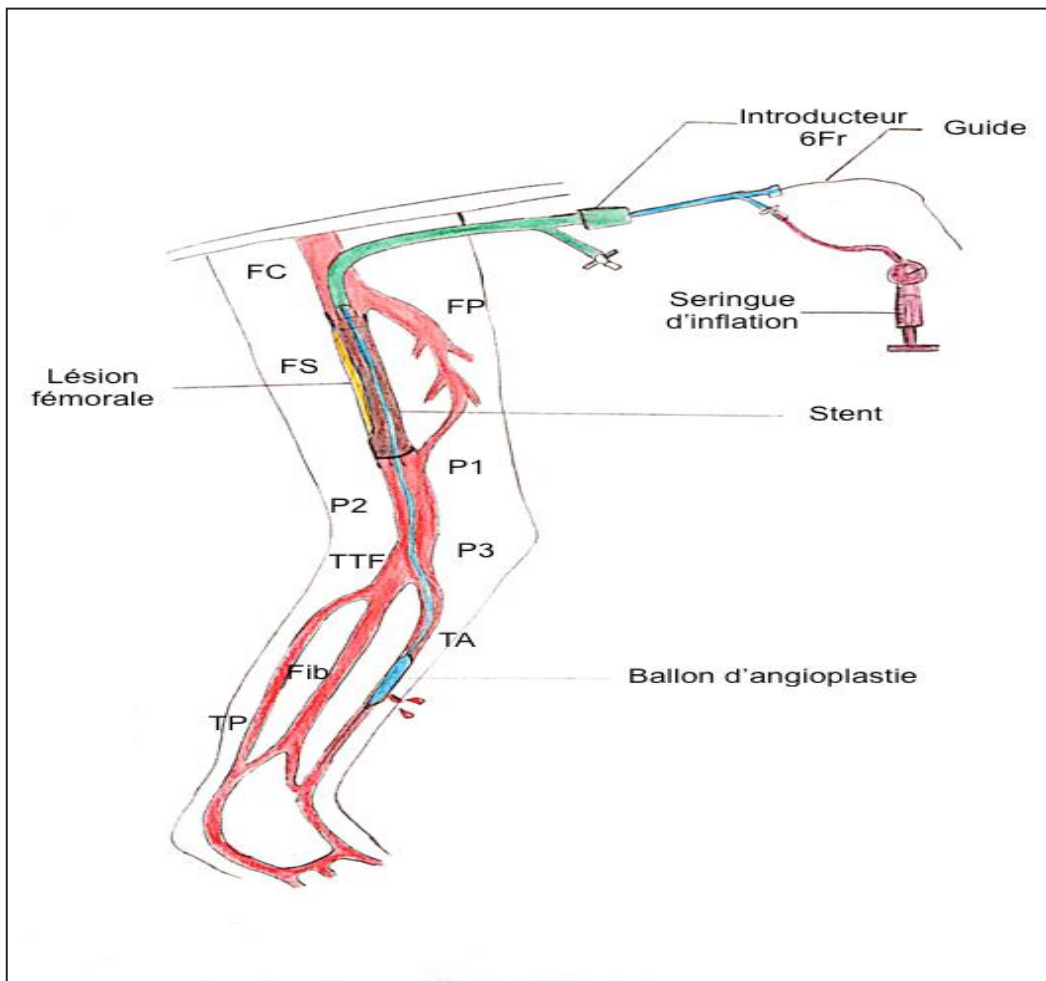 Introducteur
6Fr
Guide
FC
FP
Seringue
d'inflation
Lésion
fémorale
FS
Stent
P1
P2
TTF
P3
TA
Fib
Ballon d'angioplastie
TP